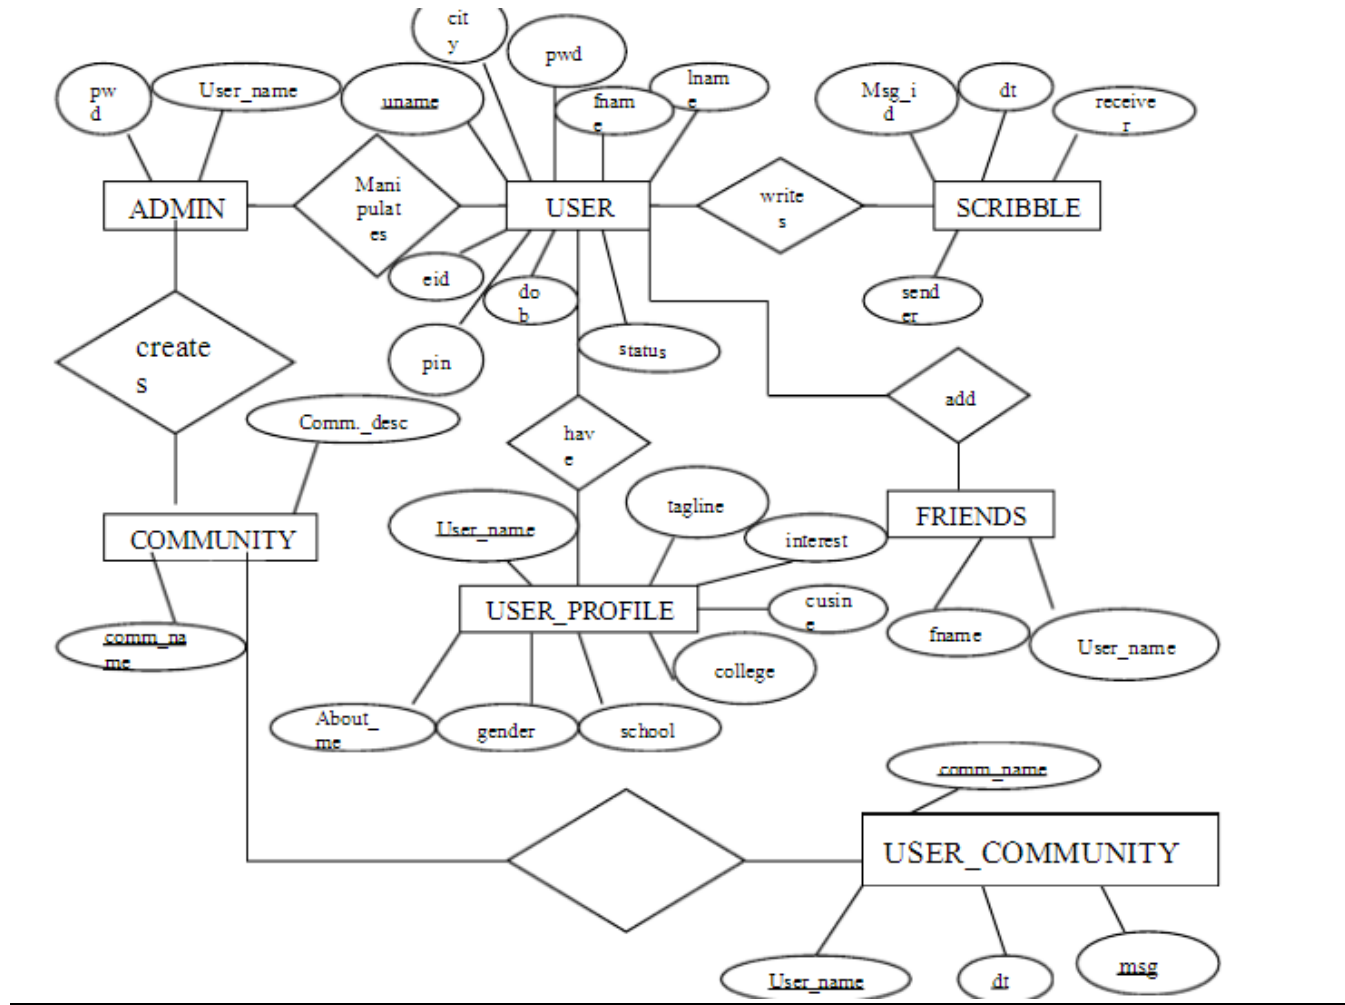 cit
y
pwd
lnam
e
pw
d
User_name
uname
fnam
e
Msg_i
d
dt
receive
r
ADMIN
Mani
pulat
es
USER
write
s
SCRIBBLE
eid
do
b
send
er
create
s
pin
status
add
Comm._desc
hav
e
User_name
tagline
interest
FRIENDS
COMMUNITY
USER_PROFILE
cusin
e
comm_na
me
fname
User_name
college
About_
me
gender
school
comm_name
USER_COMMUNITY
User_name
dt
msg